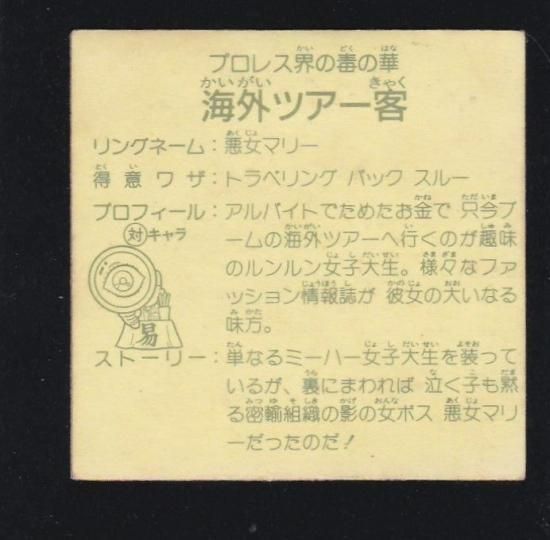 プロレス界の毒の華
海外ツアー客
リングネーム：悪女マリー
得意ワザ：トラベリング バック スルー
プロフィール：アルバイトでためたお金で 只今ブ
ームの海外ツアーへ行くのが趣味
のルンルン女子大生。様々なファ
ッション情報誌が 彼女の大いなる
味方。
対キャラ
易
ストーリー：単なるミーハー女子大生を装って
いるが、裏にまわれば 泣く子も黙
る密輸組織の影の女ボス 悪女マリ
ーだったのだ！